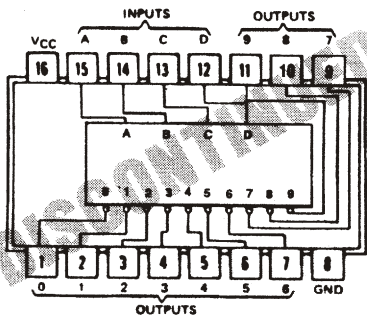 INPUTS OUTPUTS
VCC A B C D 9 8 7
16 15 14 13 12 11 10 9
A B C D
0 1 2 3 4 5 6 7 8 9
1 2 3 4 5 6 7 8
0 1 2 3 4 5 6 GND
OUTPUTS
DISCONTINUED